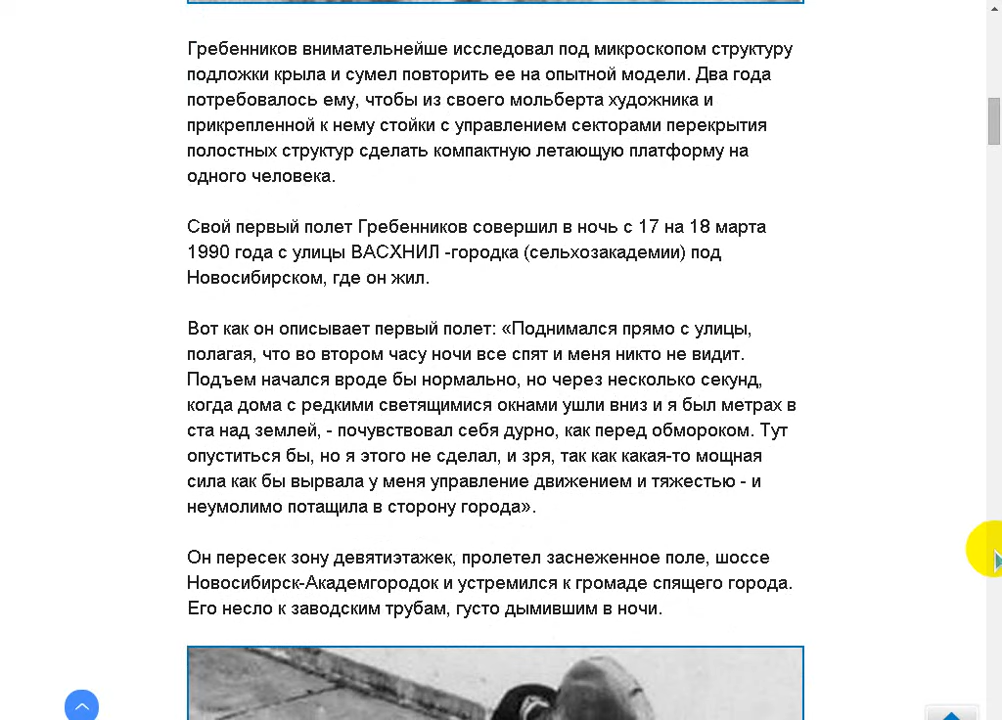 Гребенников внимательнейше исследовал под микроскопом структуру
подложки крыла и сумел повторить ее на опытной модели. Два года
потребовалось ему, чтобы из своего мольберта художника и
прикрепленной к нему стойки с управлением секторами перекрытия
полостных структур сделать компактную летающую платформу на
одного человека.
Свой первый полет Гребенников совершил в ночь с 17 на 18 марта
1990 года с улицы ВАСХНИЛ -городка (сельхозакадемии) под
Новосибирском, где он жил.
Вот как он описывает первый полет: «Поднимался прямо с улицы,
полагая, что во втором часу ночи все спят и меня никто не видит.
Подъем начался вроде бы нормально, но через несколько секунд,
когда дома с редкими светящимися окнами ушли вниз и я был метрах в
ста над землей, - почувствовал себя дурно, как перед обмороком. Тут
опуститься бы, но я этого не сделал, и зря, так как какая-то мощная
сила как бы вырвала у меня управление движением и тяжестью - и
неумолимо потащила в сторону города».
Он пересек зону девятиэтажек, пролетел заснеженное поле, шоссе
Новосибирск-Академгородок и устремился к громаде спящего города.
Его несло к заводским трубам, густо дымившим в ночи.